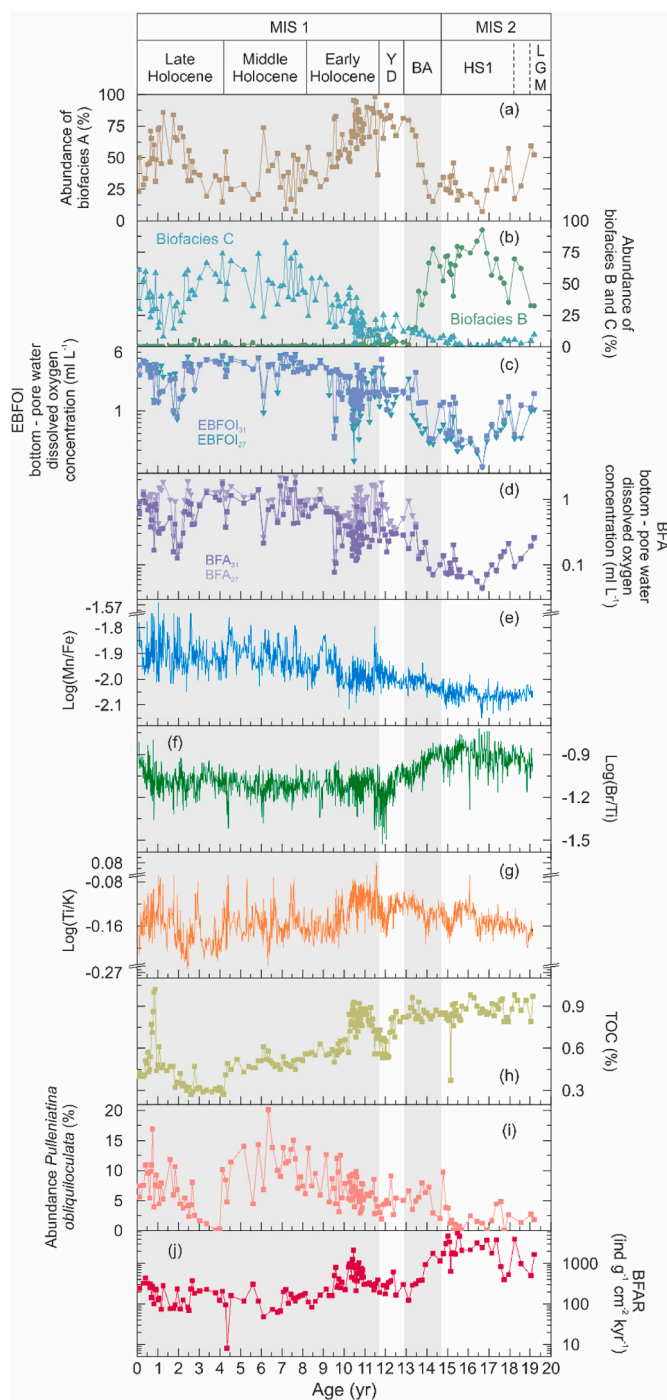 MIS 1
MIS 2
Late
Holocene
Middle
Holocene
Early
Holocene
Y
D
BA
HS1
L
G
M
Abundance of
biofacies A (%)
100
75
50
25
0
(a)
Biofacies C
(b)
Biofacies B
100
75
50
25
0
Abundance of
biofacies B and C (%)
EBFOI
bottom - pore water
dissolved oxygen
concentration (ml L⁻¹)
6
1
(c)
EBFOI₃₁
EBFOI₂₇
(d)
BFA₃₁
BFA₂₇
1
0.1
BFA
bottom - pore water
dissolved oxygen
concentration (ml L⁻¹)
Log(Mn/Fe)
-1.57
-1.8
-1.9
-2.0
-2.1
(e)
(f)
-0.9
-1.2
-1.5
Log(Br/Ti)
Log(Ti/K)
0.08
-0.08
-0.16
-0.27
(g)
0.9
0.6
0.3
TOC (%)
(h)
Abundance Pulleniatina
obliquiloculata (%)
20
15
10
5
0
(i)
(j)
1000
100
10
BFAR
(ind g⁻¹ cm⁻² kyr⁻¹)
0 1 2 3 4 5 6 7 8 9 10 11 12 13 14 15 16 17 18 19 20
Age (yr)